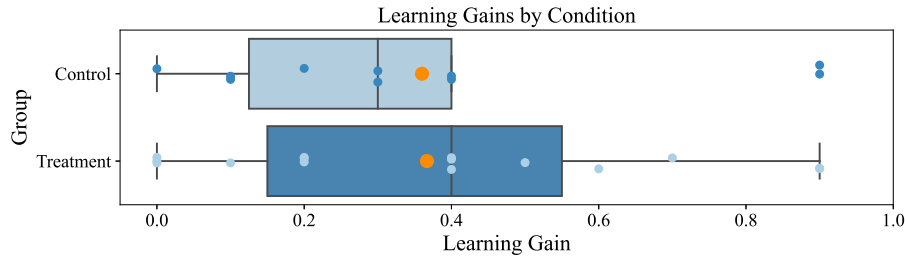 Learning Gains by Condition
Group
Control
Treatment
0.0 0.2 0.4 0.6 0.8 1.0
Learning Gain